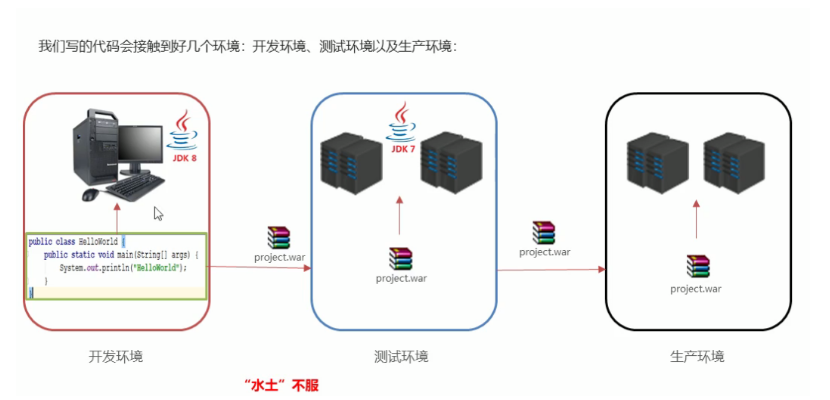 我们写的代码会接触到好几个环境：开发环境、测试环境以及生产环境：
JDK 8
JDK 7
public class HelloWorld {
public static void main(String[] args) {
System.out.println("HelloWorld");
}
}
project.war
project.war
project.war
project.war
开发环境
测试环境
生产环境
“水土”不服